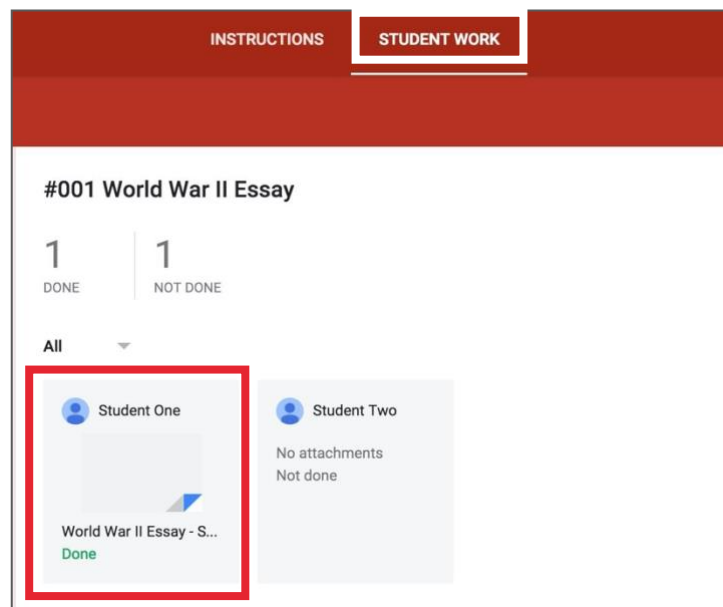 INSTRUCTIONS STUDENT WORK
#001 World War II Essay
1 1
DONE NOT DONE
All
Student One
World War II Essay - S...
Done
Student Two
No attachments
Not done